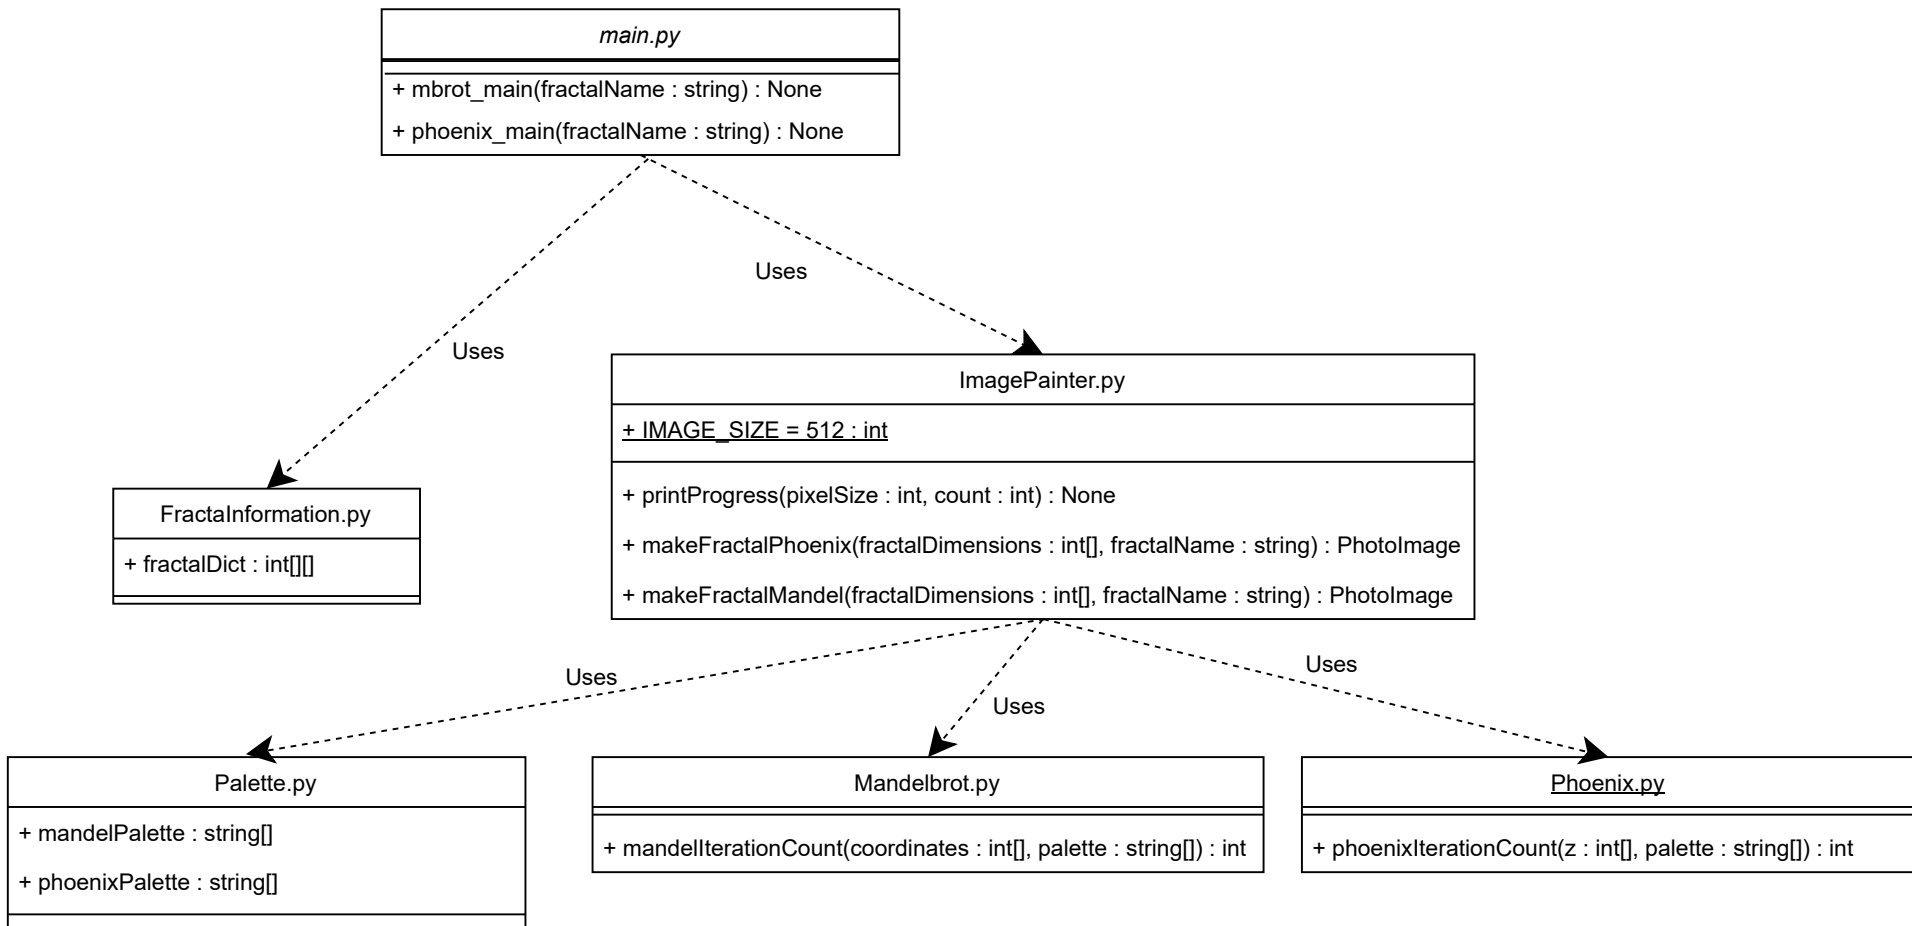 main.py
+ mbrot_main(fractalName : string) : None
+ phoenix_main(fractalName : string) : None
Uses
Uses
ImagePainter.py
+ IMAGE_SIZE = 512 : int
+ printProgress(pixelSize : int, count : int) : None
+ makeFractalPhoenix(fractalDimensions : int[], fractalName : string) : PhotoImage
+ makeFractalMandel(fractalDimensions : int[], fractalName : string) : PhotoImage
FractaInformation.py
+ fractalDict : int[][]
Uses
Uses
Uses
Palette.py
+ mandelPalette : string[]
+ phoenixPalette : string[]
Mandelbrot.py
+ mandelIterationCount(coordinates : int[], palette : string[]) : int
Phoenix.py
+ phoenixIterationCount(z : int[], palette : string[]) : int